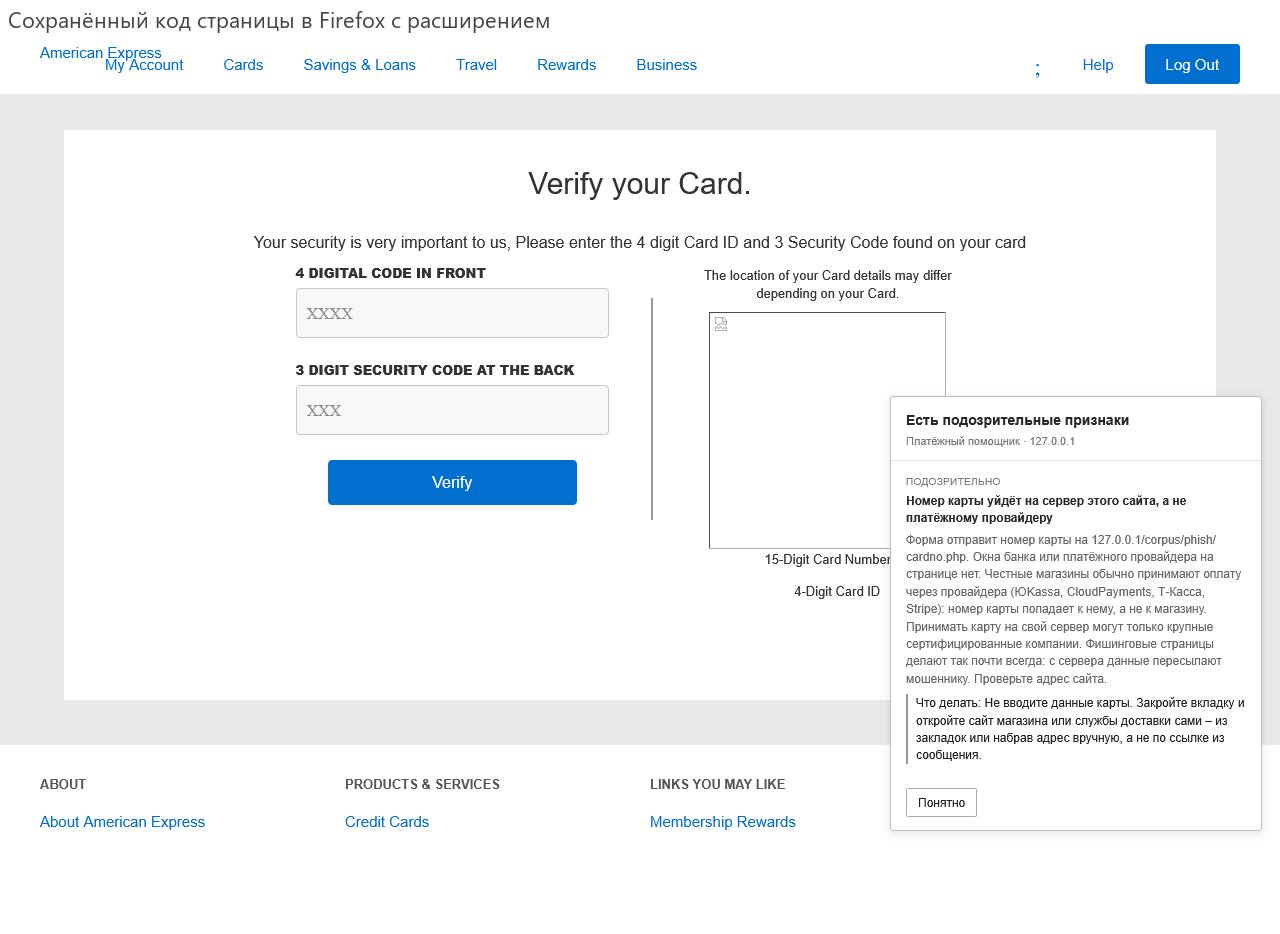 Сохранённый код страницы в Firefox с расширением
American Express
My Account Cards Savings & Loans Travel Rewards Business ; Help Log Out
Verify your Card.
Your security is very important to us, Please enter the 4 digit Card ID and 3 Security Code found on your card
4 DIGITAL CODE IN FRONT
XXXX
3 DIGIT SECURITY CODE AT THE BACK
XXX
Verify
The location of your Card details may differ
depending on your Card.
15-Digit Card Number
4-Digit Card ID
Есть подозрительные признаки
Платёжный помощник · 127.0.0.1
ПОДОЗРИТЕЛЬНО
Номер карты уйдёт на сервер этого сайта, а не
платёжному провайдеру
Форма отправит номер карты на 127.0.0.1/corpus/phish/
cardno.php. Окна банка или платёжного провайдера на
странице нет. Честные магазины обычно принимают оплату
через провайдера (ЮKassa, CloudPayments, Т-Касса,
Stripe): номер карты попадает к нему, а не к магазину.
Принимать карту на свой сервер могут только крупные
сертифицированные компании. Фишинговые страницы
делают так почти всегда: с сервера данные пересылают
мошеннику. Проверьте адрес сайта.
Что делать: Не вводите данные карты. Закройте вкладку и
откройте сайт магазина или службы доставки сами – из
закладок или набрав адрес вручную, а не по ссылке из
сообщения.
Понятно
ABOUT
About American Express
PRODUCTS & SERVICES
Credit Cards
LINKS YOU MAY LIKE
Membership Rewards